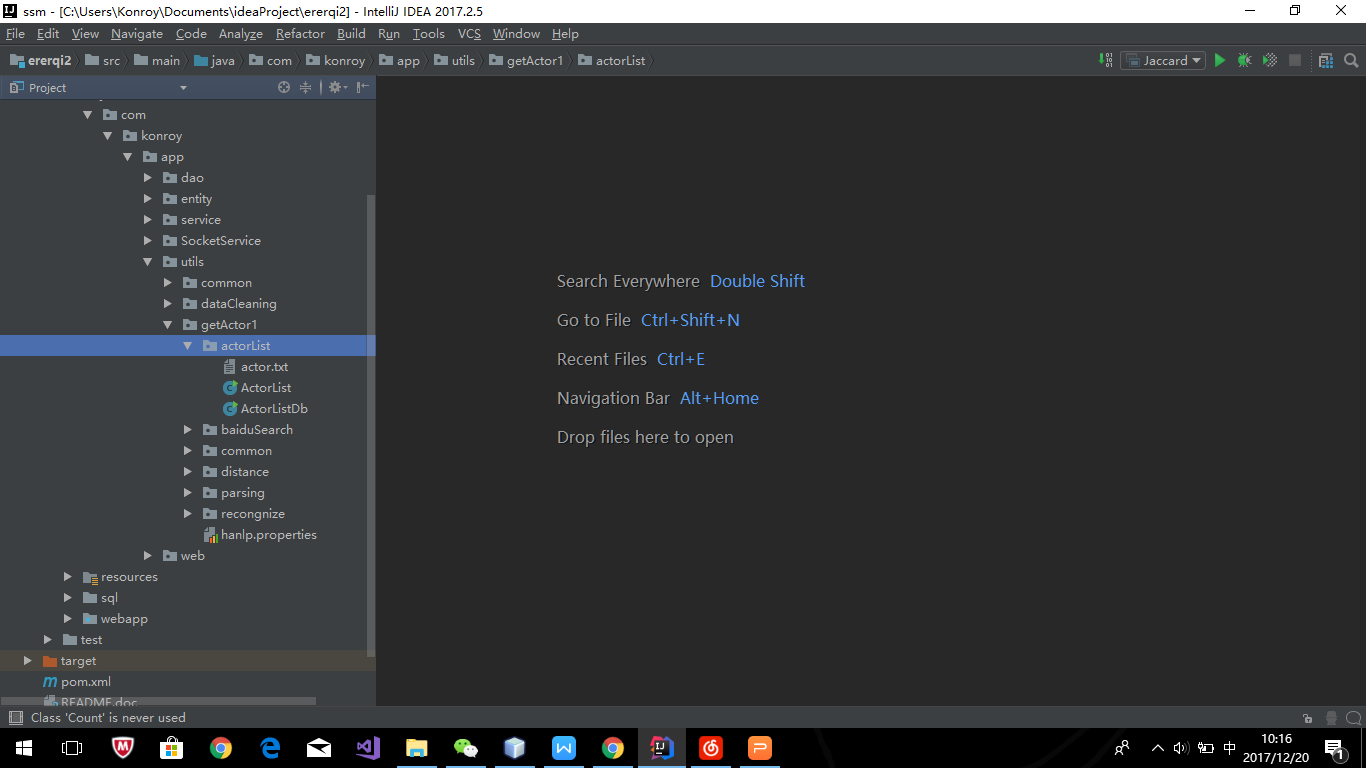 ssm - [C:\Users\Konroy\Documents\ideaProject\ererqi2] - IntelliJ IDEA 2017.2.5
File Edit View Navigate Code Analyze Refactor Build Run Tools VCS Window Help
ererqi2 src main java com konroy app utils getActor1 actorList Jaccard
Project
com
konroy
app
dao
entity
service
SocketService
utils
common
dataCleaning
getActor1
actorList
actor.txt
ActorList
ActorListDb
baiduSearch
common
distance
parsing
recongnize
hanlp.properties
web
resources
sql
webapp
test
target
pom.xml
README.doc
Search Everywhere Double Shift
Go to File Ctrl+Shift+N
Recent Files Ctrl+E
Navigation Bar Alt+Home
Drop files here to open
Class 'Count' is never used
中
10:16
2017/12/20
1